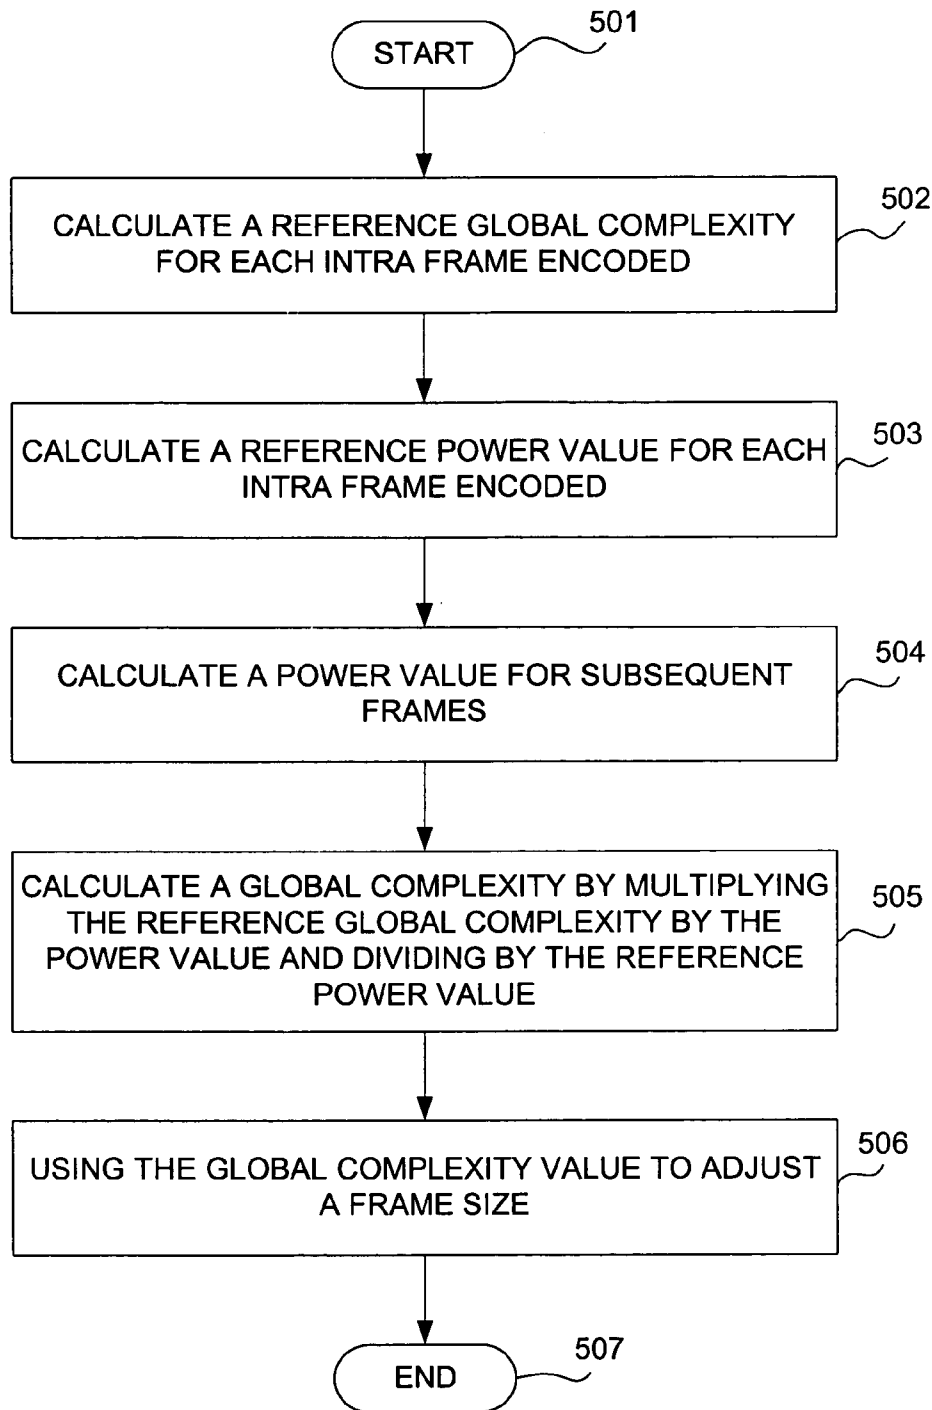 501
START
502
CALCULATE A REFERENCE GLOBAL COMPLEXITY
FOR EACH INTRA FRAME ENCODED
503
CALCULATE A REFERENCE POWER VALUE FOR EACH
INTRA FRAME ENCODED
504
CALCULATE A POWER VALUE FOR SUBSEQUENT
FRAMES
505
CALCULATE A GLOBAL COMPLEXITY BY MULTIPLYING
THE REFERENCE GLOBAL COMPLEXITY BY THE
POWER VALUE AND DIVIDING BY THE REFERENCE
POWER VALUE
506
USING THE GLOBAL COMPLEXITY VALUE TO ADJUST
A FRAME SIZE
507
END